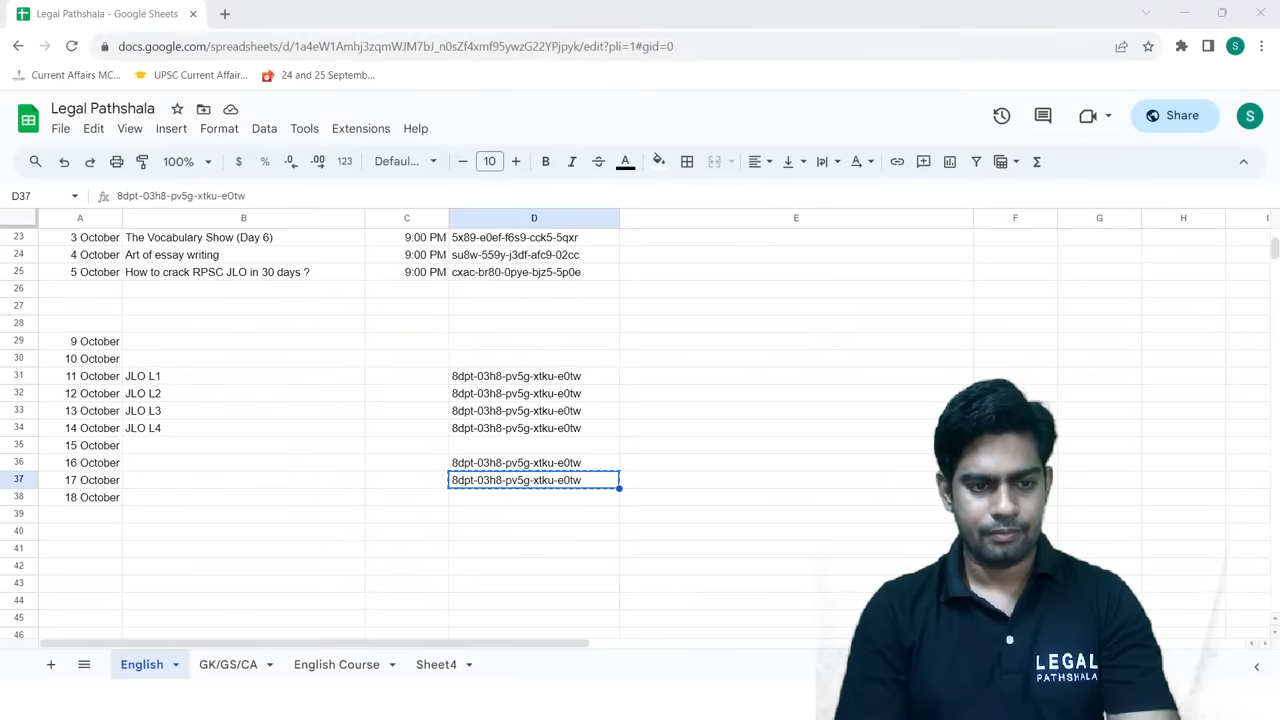 Legal Pathshala - Google Sheets
docs.google.com/spreadsheets/d/1a4eW1Amhj3zqmWJM7bJ_n0sZf4xmf95ywzG22YPjpyk/edit?pli=1#gid=0
S
Current Affairs MC...
UPSC Current Affair...
24 and 25 Septemb...
Legal Pathshala
File Edit View Insert Format Data Tools Extensions Help
Share
S
100% $ % .0 .00 123 Defaul... 10 B I S A
D37 fx 8dpt-03h8-pv5g-xtku-e0tw
A B C D E F G H I
23 3 October The Vocabulary Show (Day 6) 9:00 PM 5x89-e0ef-f6s9-cck5-5qxr
24 4 October Art of essay writing 9:00 PM su8w-559y-j3df-afc9-02cc
25 5 October How to crack RPSC JLO in 30 days ? 9:00 PM cxac-br80-0pye-bjz5-5p0e
26
27
28
29 9 October
30 10 October
31 11 October JLO L1 8dpt-03h8-pv5g-xtku-e0tw
32 12 October JLO L2 8dpt-03h8-pv5g-xtku-e0tw
33 13 October JLO L3 8dpt-03h8-pv5g-xtku-e0tw
34 14 October JLO L4 8dpt-03h8-pv5g-xtku-e0tw
35 15 October
36 16 October 8dpt-03h8-pv5g-xtku-e0tw
37 17 October 8dpt-03h8-pv5g-xtku-e0tw
38 18 October
39
40
41
42
43
44
45
46
English GK/GS/CA English Course Sheet4
LEGAL
PATHSHALA